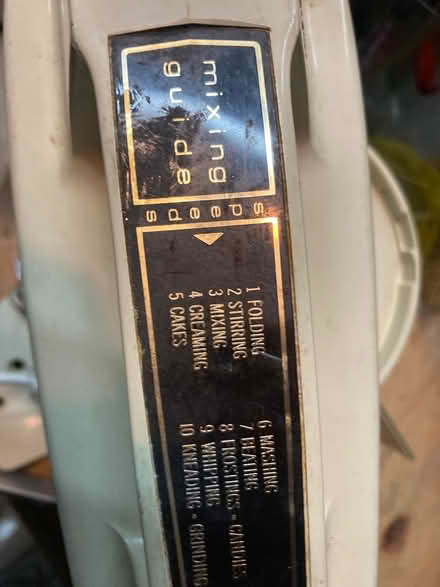 mixing
guide
speeds
1 FOLDING
2 STIRRING
3 MIXING
4 CREAMING
5 CAKES
6 MASHING
7 BEATING
8 FROSTINGS - CANDIES
9 WHIPPING
10 KNEADING - GRINDING